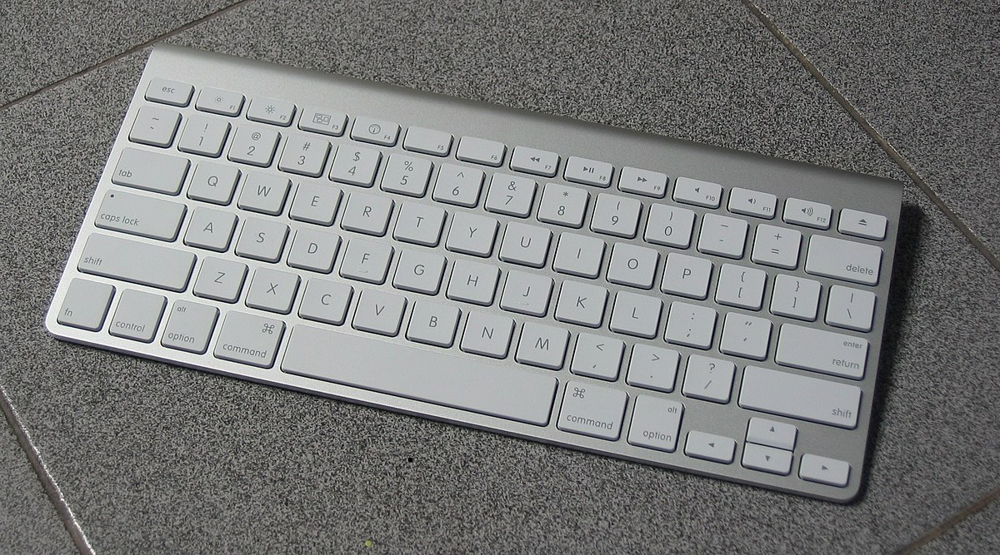 esc F1 F2 F3 F4 F5 F6 F7 F8 F9 F10 F11 F12
~ ! @ # $ % ^ & * ( ) _ +
` 1 2 3 4 5 6 7 8 9 0 - = delete
tab Q W E R T Y U I O P { [ } ] | \
caps lock A S D F G H J K L : ; " ' enter return
shift Z X C V B N M < , > . ? / shift
fn control alt option ⌘ command ⌘ command alt option ◀ ▲ ▼ ▶